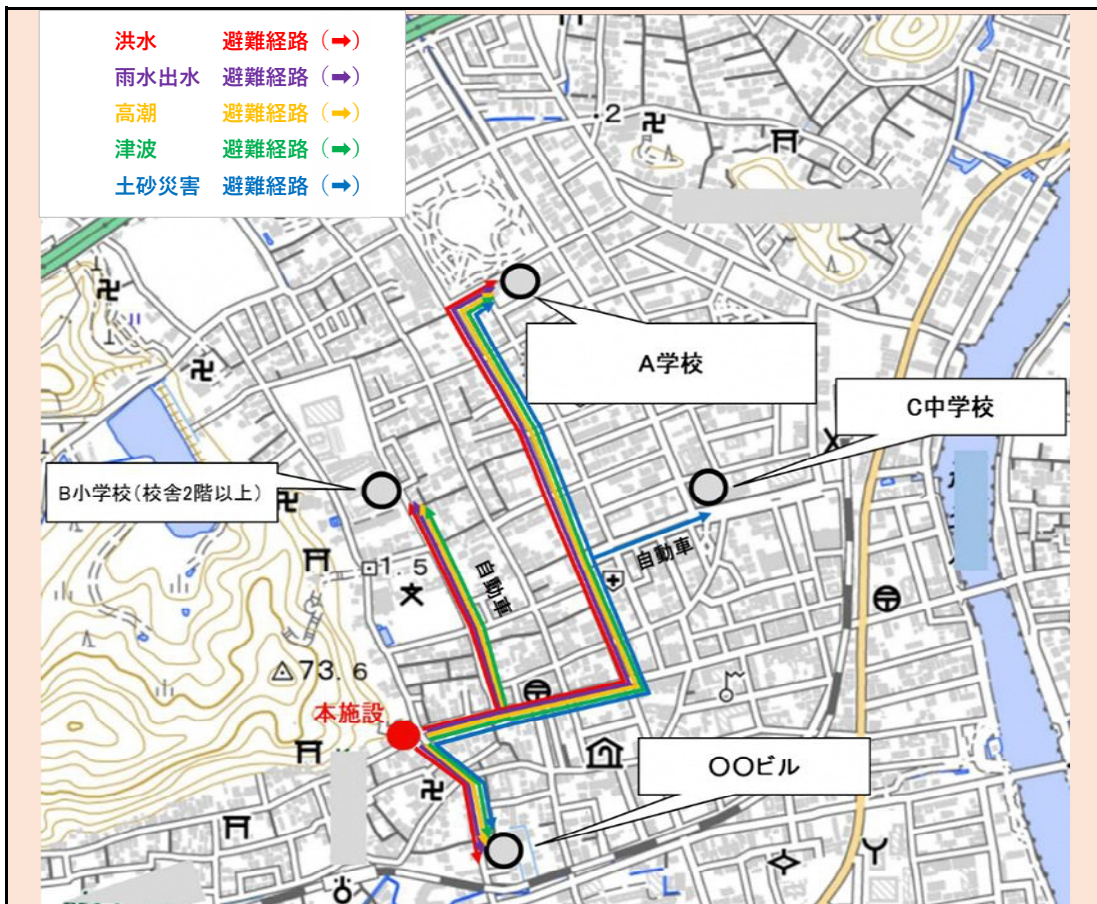 洪水 避難経路（➡）
雨水出水 避難経路（➡）
高潮 避難経路（➡）
津波 避難経路（➡）
土砂災害 避難経路（➡）
.2
A学校
C中学校
B小学校（校舎2階以上）
自動車
1.5
自動車
73.6
本施設
〇〇ビル